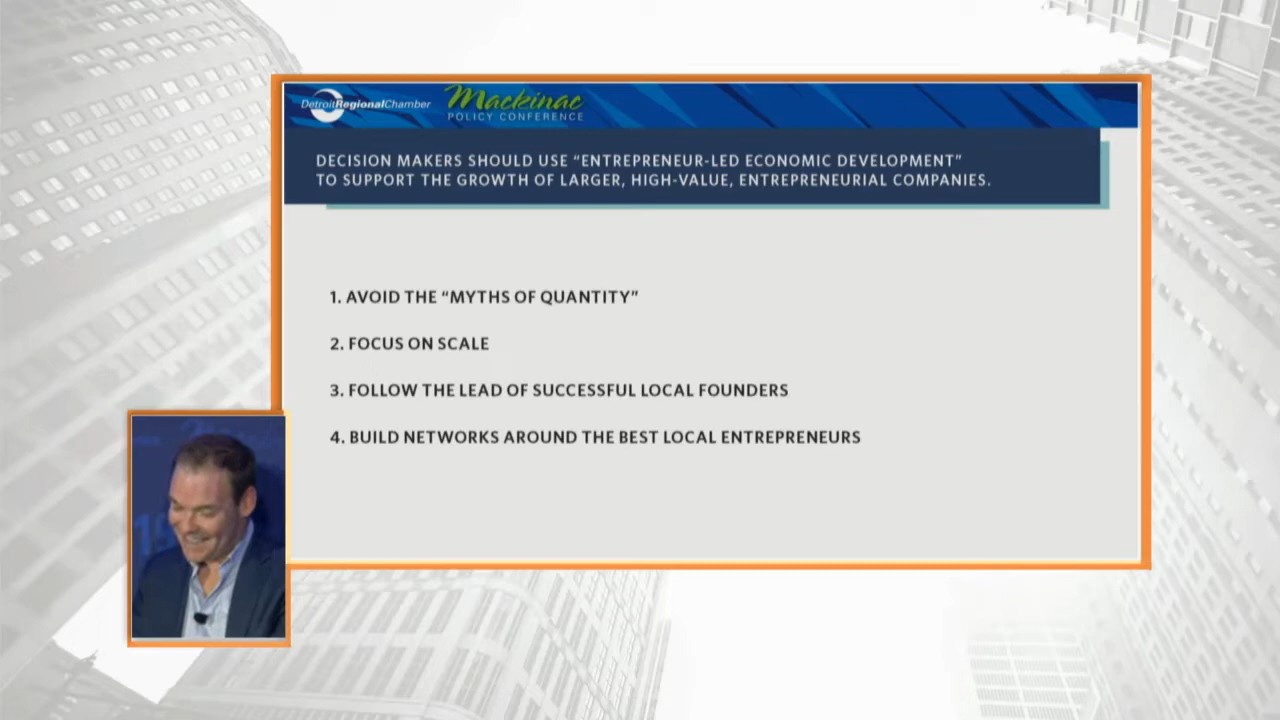 DetroitRegionalChamber
Mackinac
POLICY CONFERENCE
DECISION MAKERS SHOULD USE “ENTREPRENEUR-LED ECONOMIC DEVELOPMENT”
TO SUPPORT THE GROWTH OF LARGER, HIGH-VALUE, ENTREPRENEURIAL COMPANIES.
1. AVOID THE “MYTHS OF QUANTITY”
2. FOCUS ON SCALE
3. FOLLOW THE LEAD OF SUCCESSFUL LOCAL FOUNDERS
4. BUILD NETWORKS AROUND THE BEST LOCAL ENTREPRENEURS